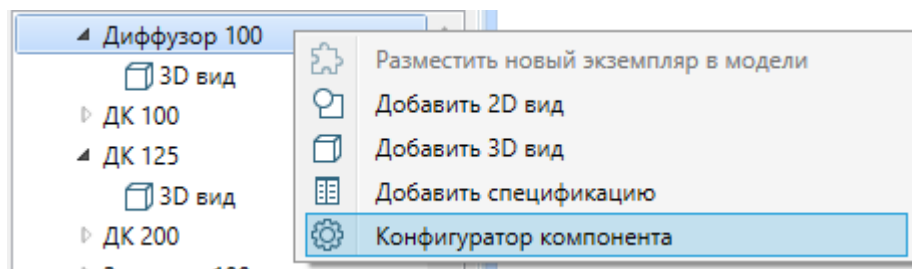 Диффузор 100
3D вид
ДК 100
ДК 125
3D вид
ДК 200
Разместить новый экземпляр в модели
Добавить 2D вид
Добавить 3D вид
Добавить спецификацию
Конфигуратор компонента